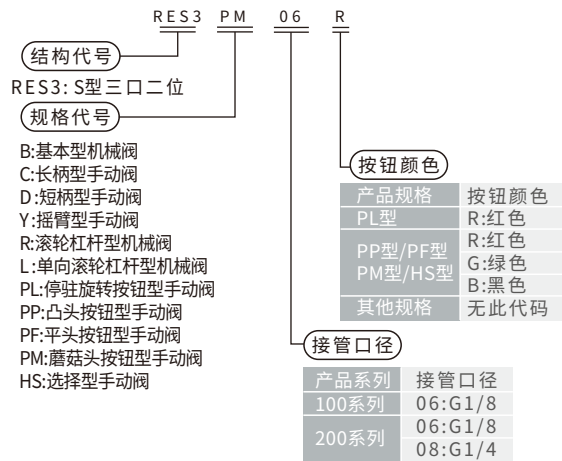 RES3 PM 06 R
结构代号
RES3: S型三口二位
规格代号
B:基本型机械阀
C:长柄型手动阀
D:短柄型手动阀
Y:摇臂型手动阀
R:滚轮杠杆型机械阀
L:单向滚轮杠杆型机械阀
PL:停驻旋转按钮型手动阀
PP:凸头按钮型手动阀
PF:平头按钮型手动阀
PM:蘑菇头按钮型手动阀
HS:选择型手动阀
按钮颜色
产品规格 按钮颜色
PL型 R:红色
PP型/PF型 PM型/HS型 R:红色
G:绿色
B:黑色
其他规格 无此代码
接管口径
产品系列 接管口径
100系列 06:G1/8
200系列 06:G1/8
08:G1/4